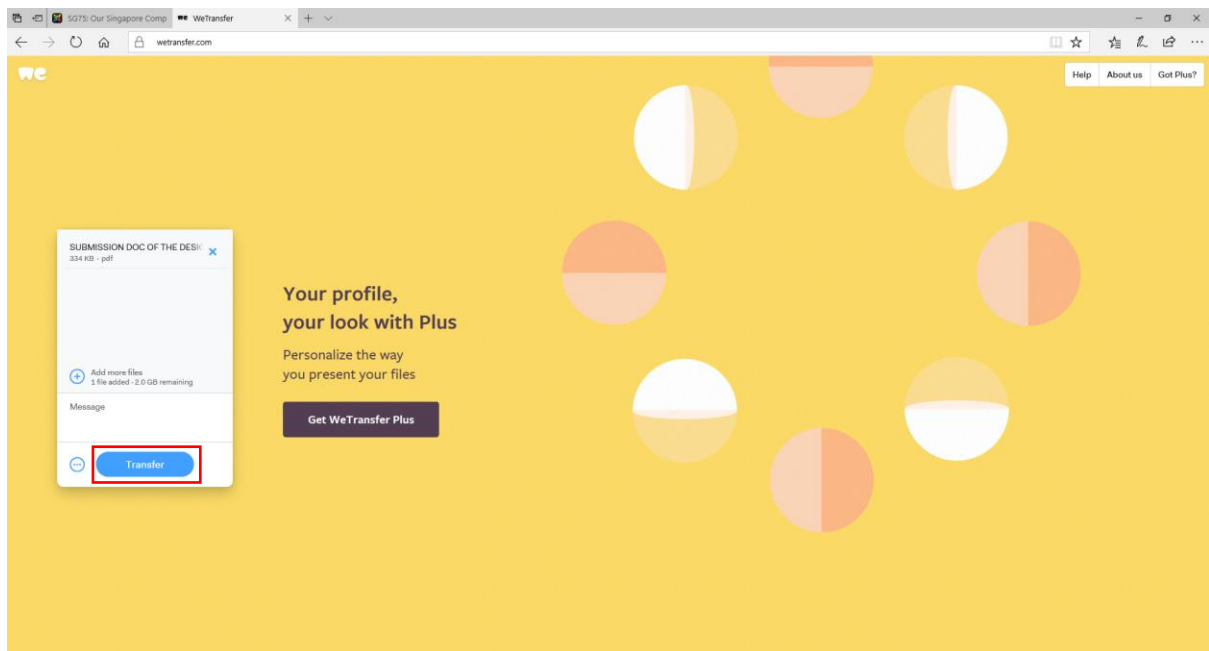 SG75: Our Singapore Comp
we WeTransfer
wetransfer.com
we
Help About us Got Plus?
SUBMISSION DOC OF THE DESI
334 KB - pdf
Add more files
1 file added - 2.0 GB remaining
Message
Transfer
Your profile,
your look with Plus
Personalize the way
you present your files
Get WeTransfer Plus